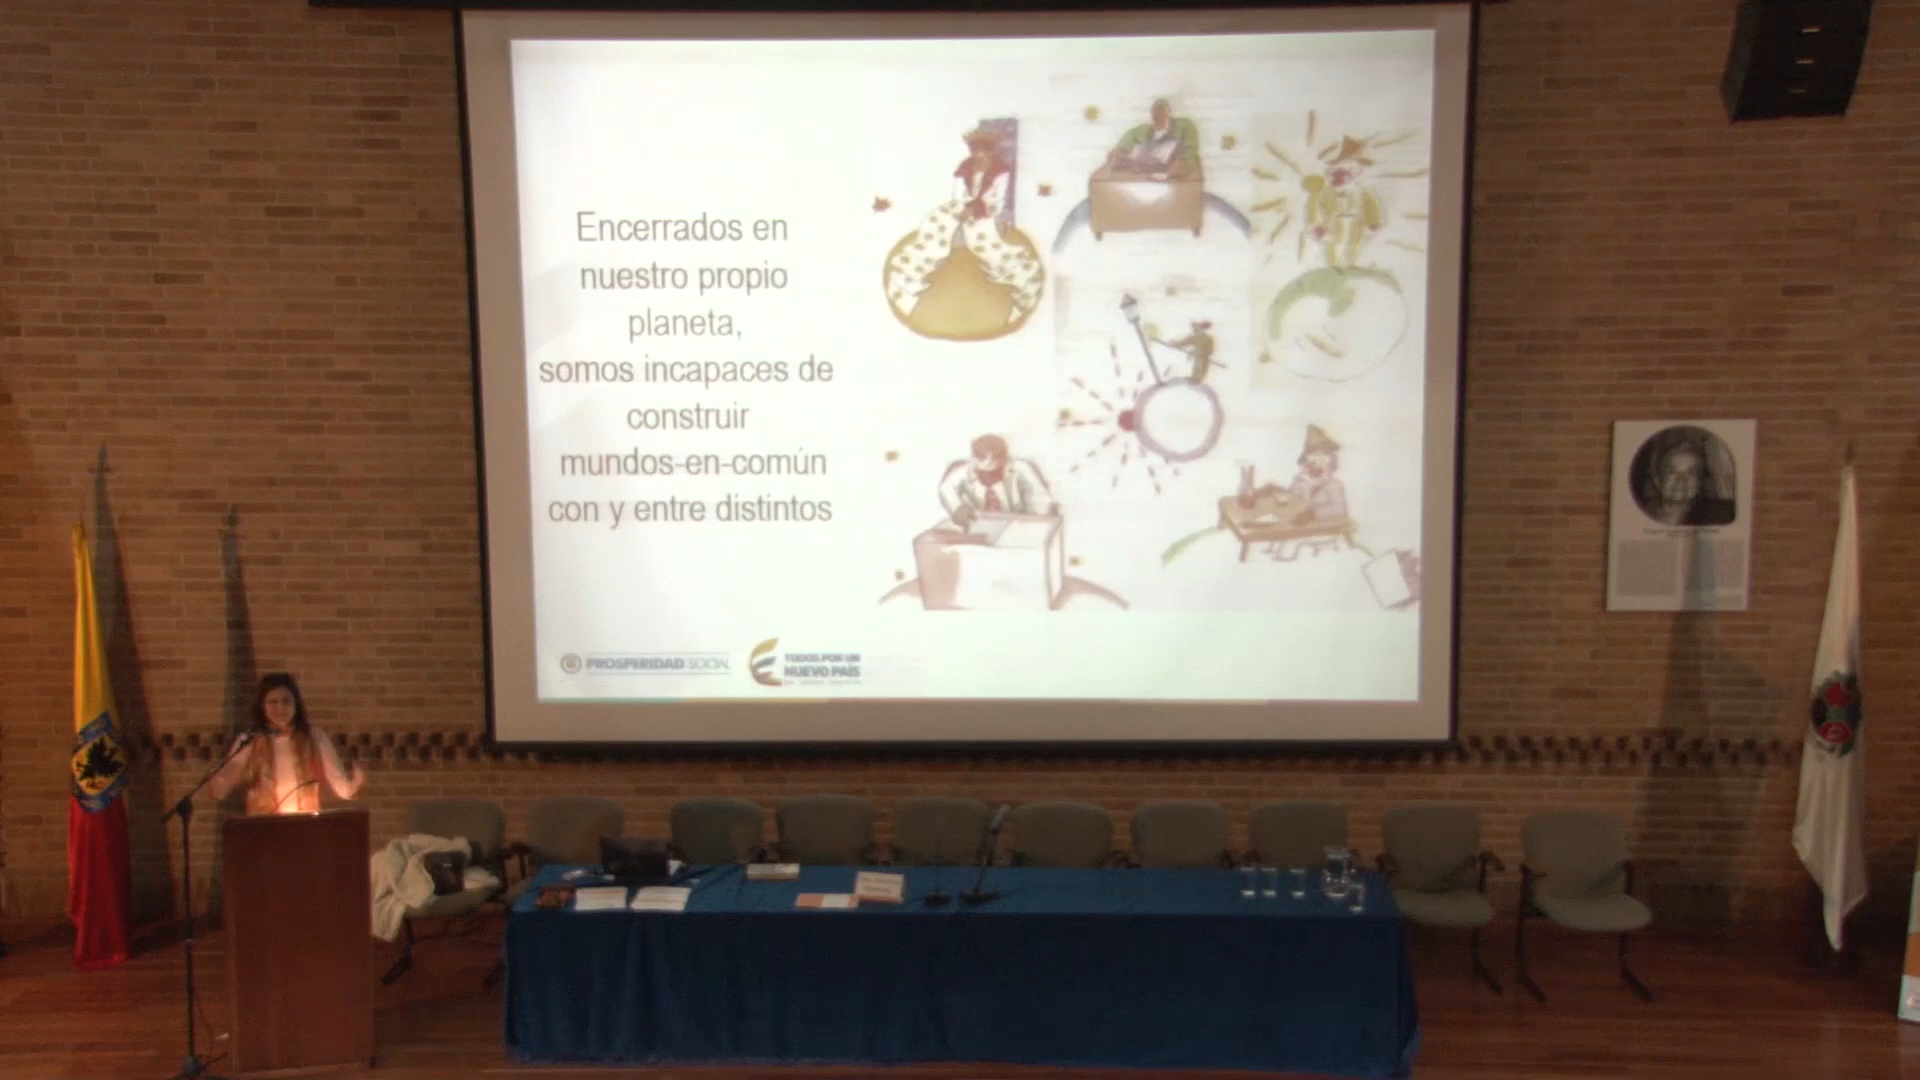 Encerrados en
nuestro propio
planeta,
somos incapaces de
construir
mundos-en-común
con y entre distintos
PROSPERIDAD SOCIAL
TODOS POR UN
NUEVO PAÍS